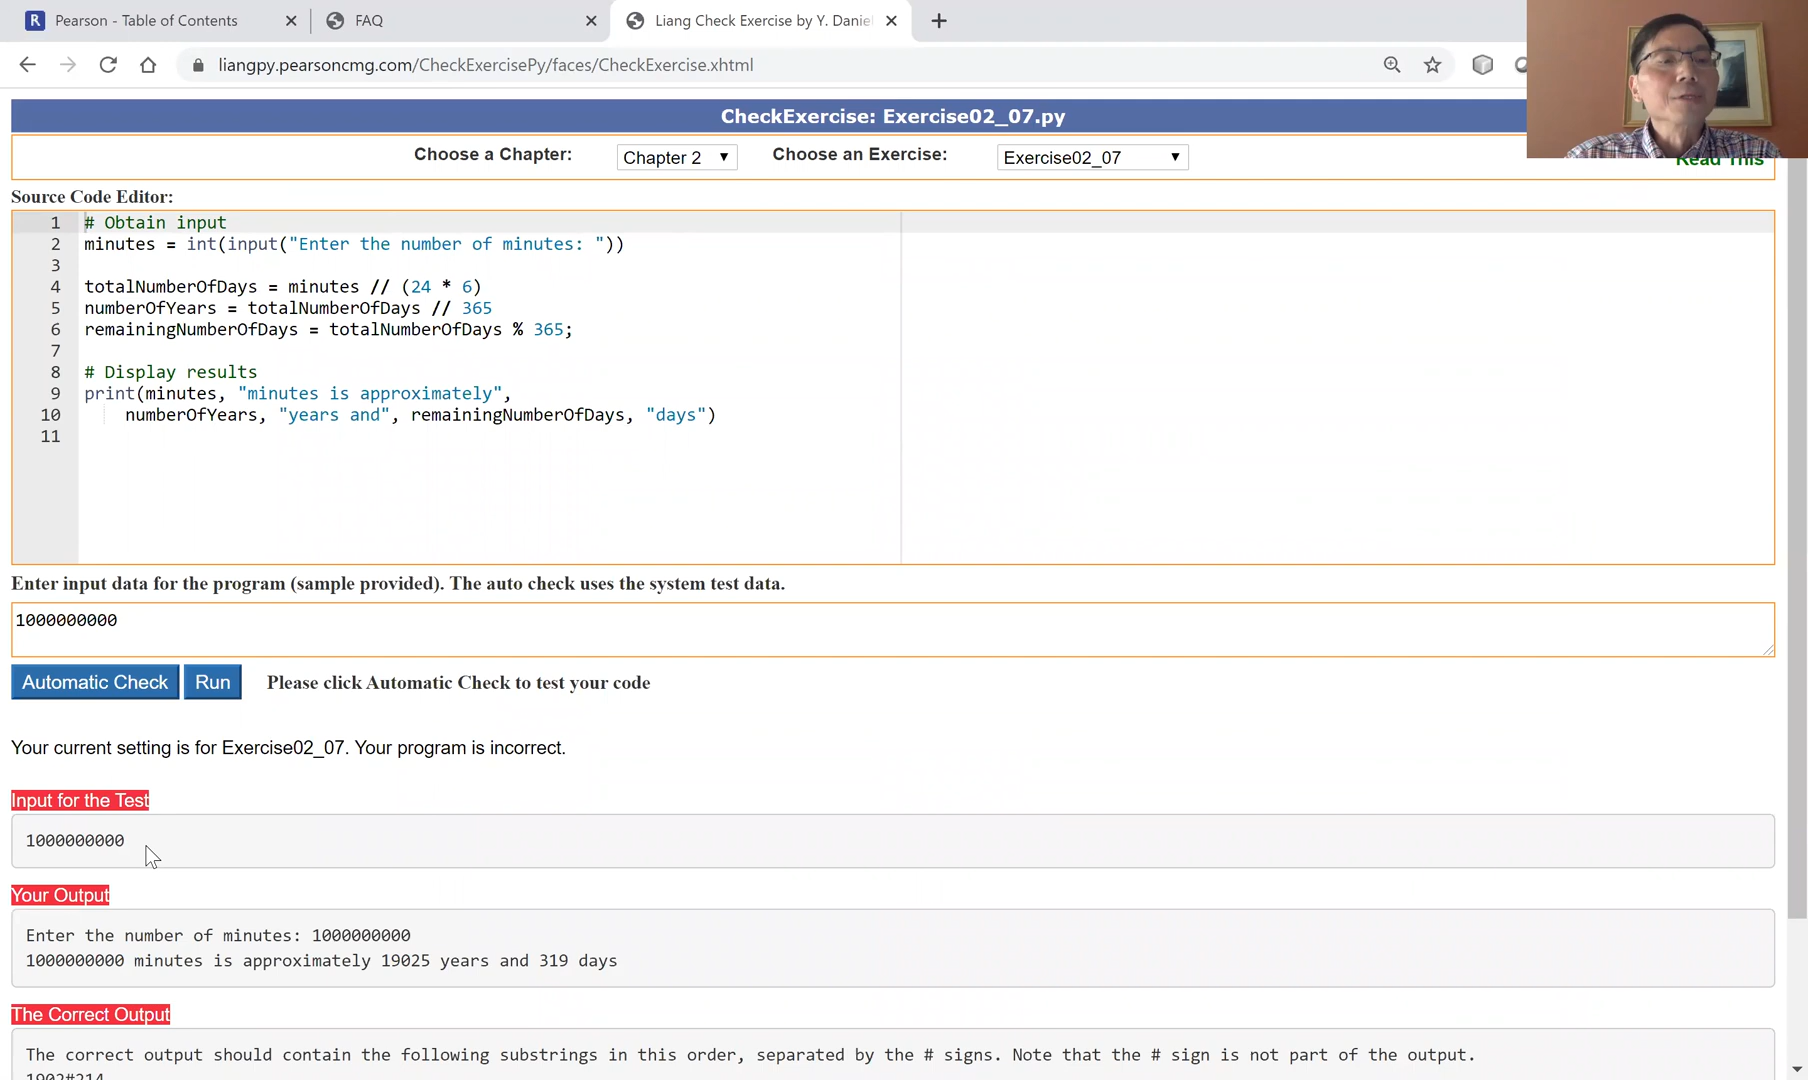 Pearson - Table of Contents
FAQ
Liang Check Exercise by Y. Danie
liangpy.pearsoncmg.com/CheckExercisePy/faces/CheckExercise.xhtml
CheckExercise: Exercise02_07.py
Choose a Chapter: Chapter 2 Choose an Exercise: Exercise02_07
Read This
Source Code Editor:
1 # Obtain input
2 minutes = int(input("Enter the number of minutes: "))
3
4 totalNumberOfDays = minutes // (24 * 6)
5 numberOfYears = totalNumberOfDays // 365
6 remainingNumberOfDays = totalNumberOfDays % 365;
7
8 # Display results
9 print(minutes, "minutes is approximately",
10 numberOfYears, "years and", remainingNumberOfDays, "days")
11
Enter input data for the program (sample provided). The auto check uses the system test data.
1000000000
Automatic Check Run Please click Automatic Check to test your code
Your current setting is for Exercise02_07. Your program is incorrect.
Input for the Test
1000000000
Your Output
Enter the number of minutes: 1000000000
1000000000 minutes is approximately 19025 years and 319 days
The Correct Output
The correct output should contain the following substrings in this order, separated by the # signs. Note that the # sign is not part of the output.
1902#214